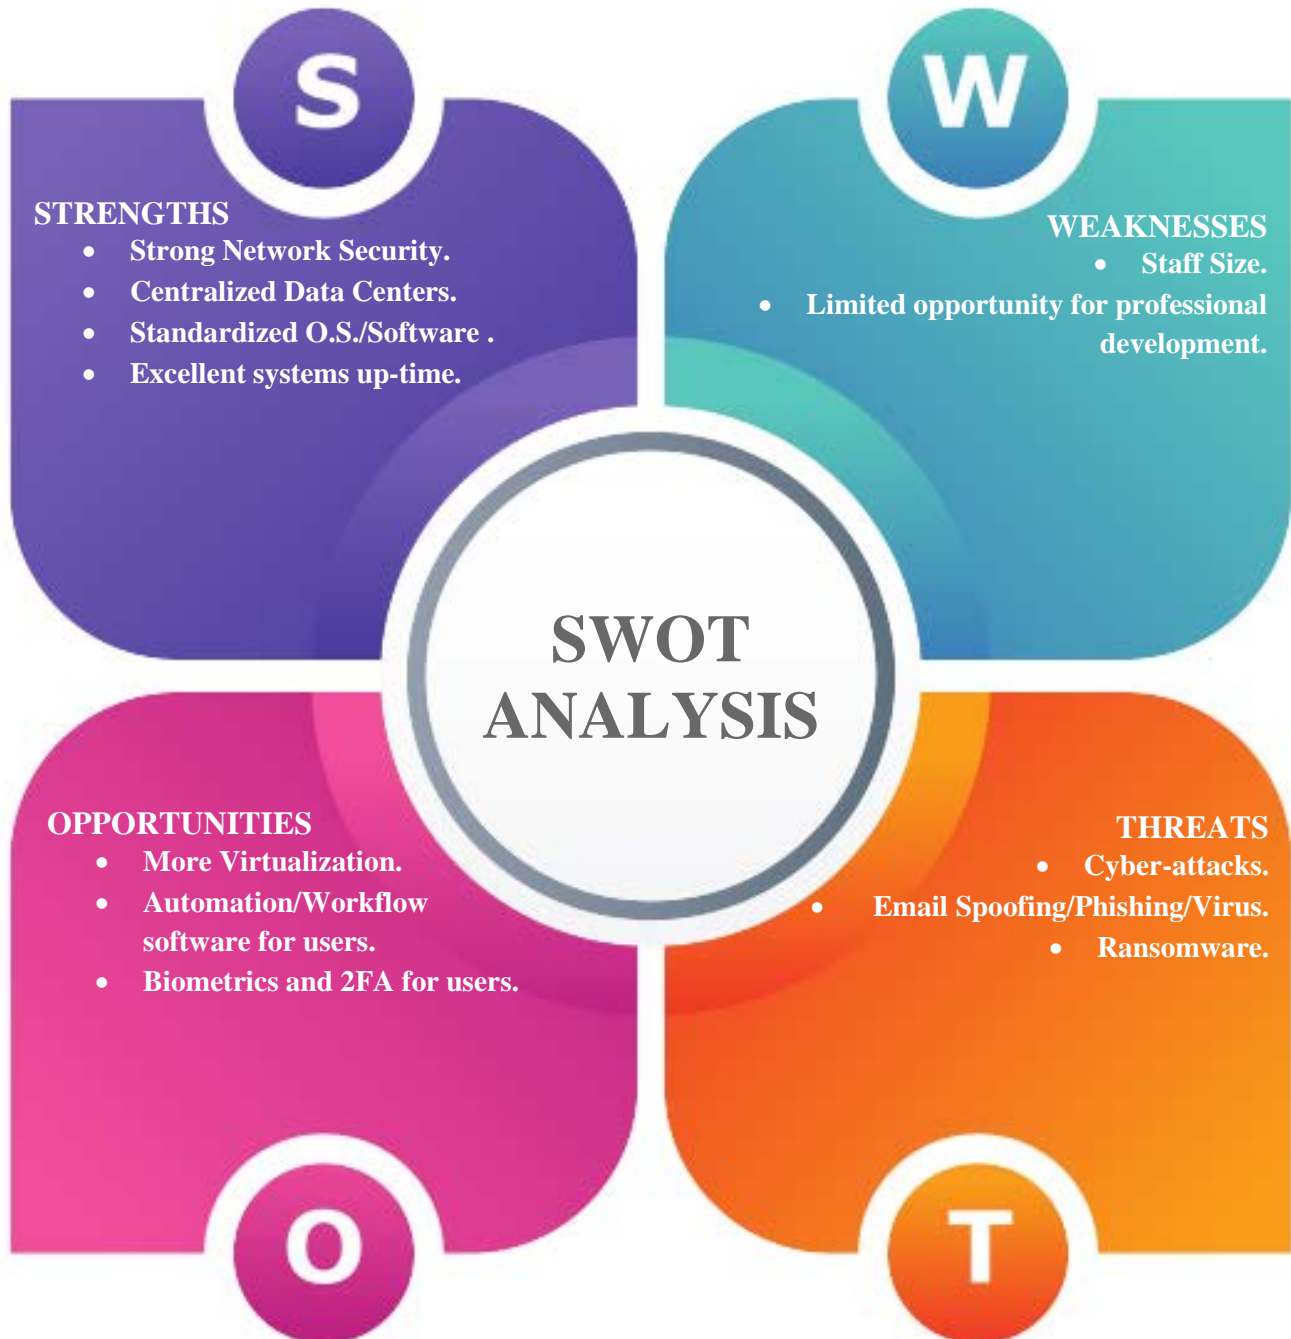 S
STRENGTHS
• Strong Network Security.
• Centralized Data Centers.
• Standardized O.S./Software .
• Excellent systems up-time.
W
WEAKNESSES
• Staff Size.
• Limited opportunity for professional
development.
SWOT
ANALYSIS
OPPORTUNITIES
• More Virtualization.
• Automation/Workflow
software for users.
• Biometrics and 2FA for users.
O
THREATS
• Cyber-attacks.
• Email Spoofing/Phishing/Virus.
• Ransomware.
T